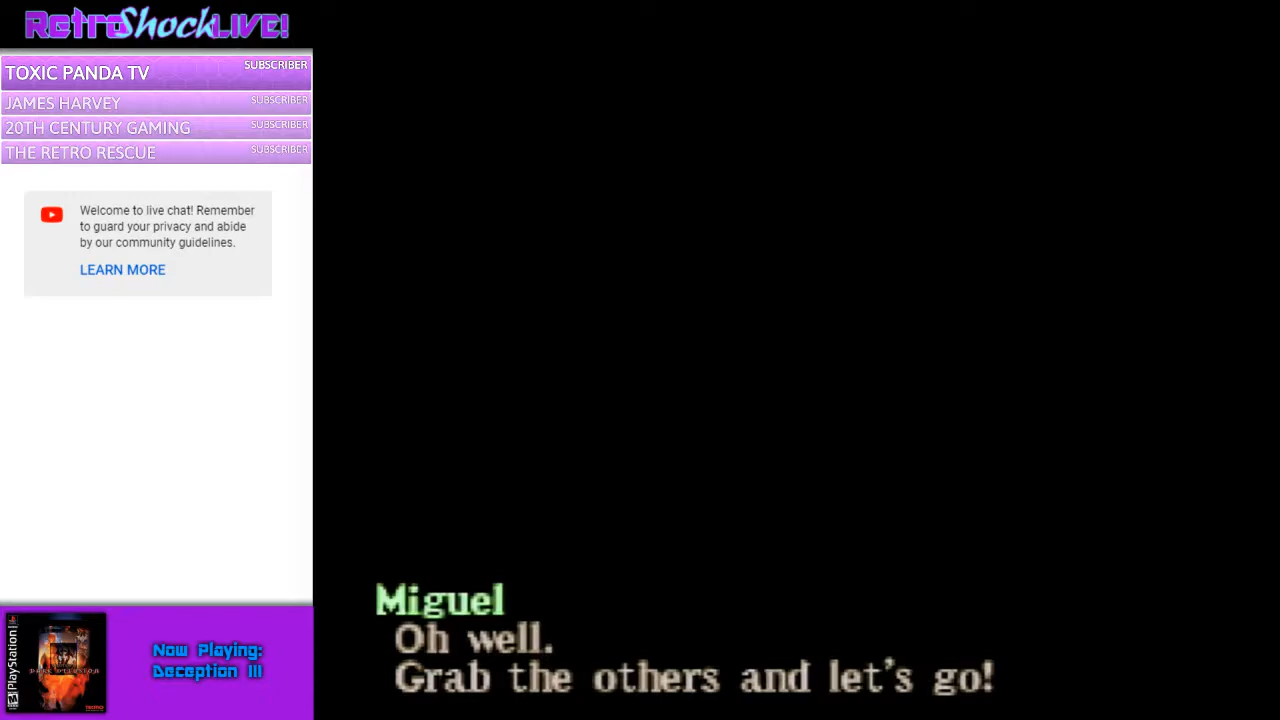 RetroShockLIVE!
TOXIC PANDA TV SUBSCRIBER
JAMES HARVEY SUBSCRIBER
20TH CENTURY GAMING SUBSCRIBER
THE RETRO RESCUE SUBSCRIBER
Welcome to live chat! Remember
to guard your privacy and abide
by our community guidelines.
LEARN MORE
Miguel
Oh well.
Grab the others and let's go!
PlayStation
TECMO
Now Playing:
Deception III